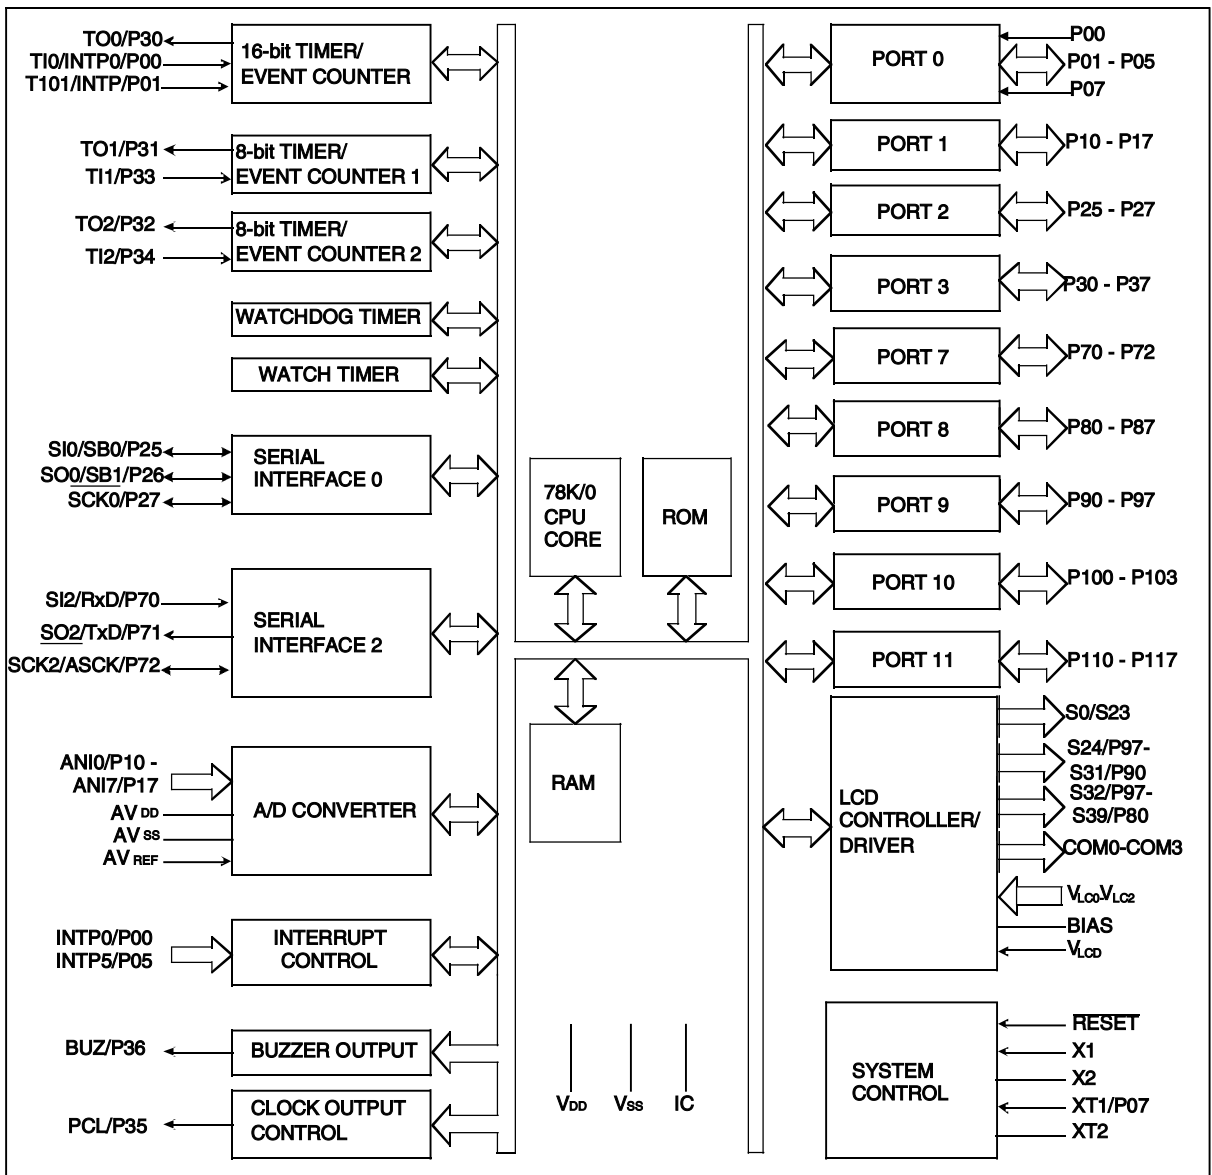 TO0/P30
TI0/INTP0/P00
T101/INTP/P01
16-bit TIMER/
EVENT COUNTER
TO1/P31
TI1/P33
8-bit TIMER/
EVENT COUNTER 1
TO2/P32
TI2/P34
8-bit TIMER/
EVENT COUNTER 2
WATCHDOG TIMER
WATCH TIMER
SI0/SB0/P25
SO0/SB1/P26
SCK0/P27
SERIAL
INTERFACE 0
SI2/RxD/P70
SO2/TxD/P71
SCK2/ASCK/P72
SERIAL
INTERFACE 2
ANI0/P10 -
ANI7/P17
AV DD
AV SS
AV REF
A/D CONVERTER
INTP0/P00
INTP5/P05
INTERRUPT
CONTROL
BUZ/P36
BUZZER OUTPUT
PCL/P35
CLOCK OUTPUT
CONTROL
78K/0
CPU
CORE
ROM
RAM
VDD
VSS
IC
PORT 0
P00
P01 - P05
P07
PORT 1
P10 - P17
PORT 2
P25 - P27
PORT 3
P30 - P37
PORT 7
P70 - P72
PORT 8
P80 - P87
PORT 9
P90 - P97
PORT 10
P100 - P103
PORT 11
P110 - P117
LCD
CONTROLLER/
DRIVER
S0/S23
S24/P97-
S31/P90
S32/P97-
S39/P80
COM0-COM3
VLC0-VLC2
BIAS
VLCD
SYSTEM
CONTROL
RESET
X1
X2
XT1/P07
XT2